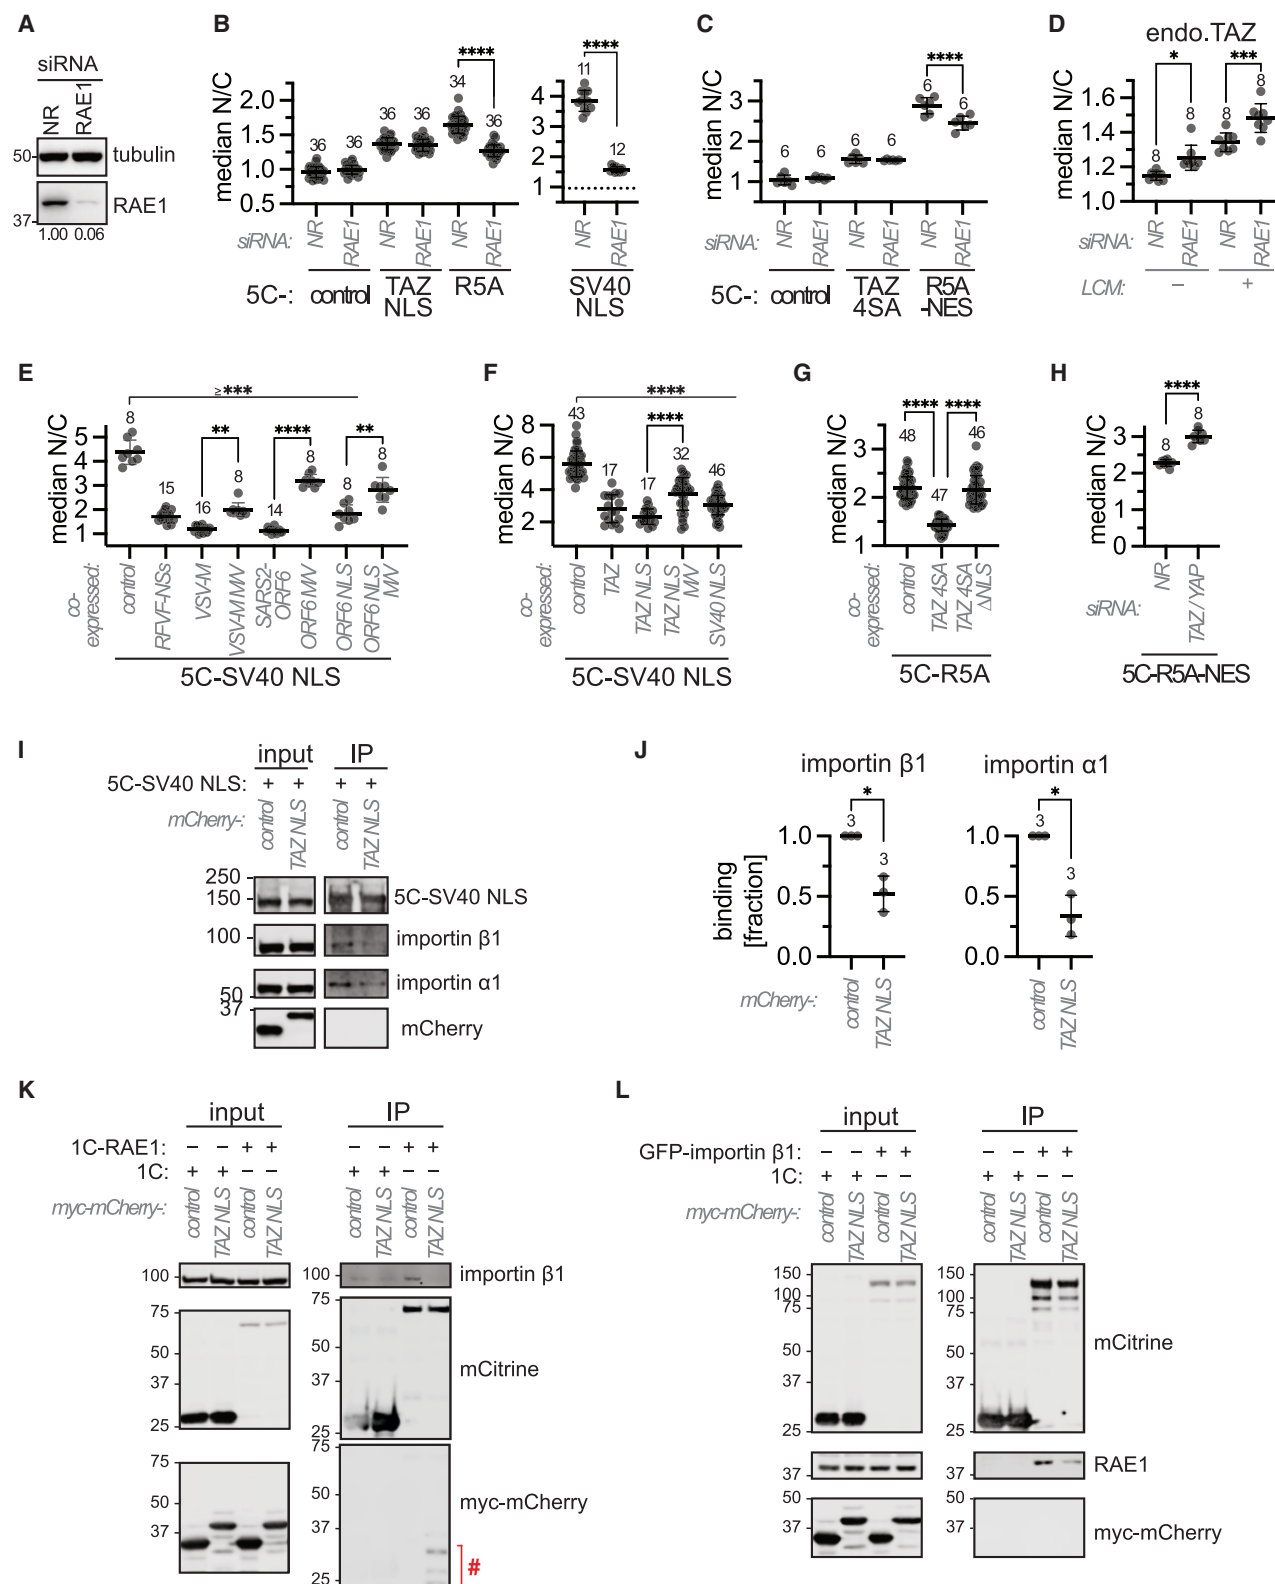 A
siRNA
NR
RAE1
50
tubulin
37
RAE1
1.00 0.06
B
median N/C
2.0
1.5
1.0
0.5
36 36 36 36 34 36
****
siRNA: NR RAE1 NR RAE1 NR RAE1
5C-: control TAZ NLS R5A
4
3
2
1
****
11 12
NR RAE1
SV40 NLS
C
median N/C
3
2
1
6 6 6 6 6 6
****
siRNA: NR RAE1 NR RAE1 NR RAE1
5C-: control TAZ 4SA R5A -NES
D
endo.TAZ
median N/C
1.6
1.4
1.2
1.0
* ***
8 8 8 8
siRNA: NR RAE1 NR RAE1
LCM: – +
E
median N/C
5
4
3
2
1
≥***
** **** **
8 15 16 8 14 8 8 8
co-expressed: control RFVF-NSs VSV-M VSV-M MV SARS2-ORF6 ORF6 MV ORF6 NLS ORF6 NLS MV
5C-SV40 NLS
F
median N/C
8
6
4
2
****
****
43 17 17 32 46
co-expressed: control TAZ TAZ NLS TAZ NLS MV SV40 NLS
5C-SV40 NLS
G
median N/C
3
2
1
**** ****
48 47 46
co-expressed: control TAZ 4SA TAZ 4SA ΔNLS
5C-R5A
H
median N/C
3
2
1
0
****
8 8
siRNA: NR TAZ / YAP
5C-R5A-NES
I
input IP
5C-SV40 NLS: + + + +
mCherry-: control TAZ NLS control TAZ NLS
250
150
5C-SV40 NLS
100
importin β1
50
importin α1
37
mCherry
J
importin β1 importin α1
binding [fraction]
1.0
0.5
0.0
*
3 3
mCherry-: control TAZ NLS
1.0
0.5
0.0
*
3 3
control TAZ NLS
K
input IP
1C-RAE1: – – + + – – + +
1C: + + – – + + – –
myc-mCherry-: control TAZ NLS control TAZ NLS control TAZ NLS control TAZ NLS
100 100 importin β1
75 75
50 50
37 37
25 25
mCitrine
75 75
50 50
37 37
25
myc-mCherry
#
L
input IP
GFP-importin β1: – – + + – – + +
1C: + + – – + + – –
myc-mCherry-: control TAZ NLS control TAZ NLS control TAZ NLS control TAZ NLS
150 150
100 100
75 75
50 50
37 37
25 25
mCitrine
37 37 RAE1
50 50
37 37
myc-mCherry